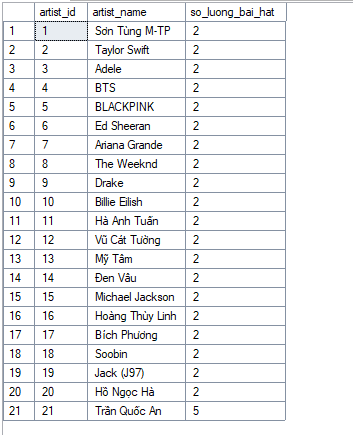 artist_id artist_name so_luong_bai_hat
1 1 Sơn Tùng M-TP 2
2 2 Taylor Swift 2
3 3 Adele 2
4 4 BTS 2
5 5 BLACKPINK 2
6 6 Ed Sheeran 2
7 7 Ariana Grande 2
8 8 The Weeknd 2
9 9 Drake 2
10 10 Billie Eilish 2
11 11 Hà Anh Tuấn 2
12 12 Vũ Cát Tường 2
13 13 Mỹ Tâm 2
14 14 Đen Vâu 2
15 15 Michael Jackson 2
16 16 Hoàng Thùy Linh 2
17 17 Bích Phương 2
18 18 Soobin 2
19 19 Jack (J97) 2
20 20 Hồ Ngọc Hà 2
21 21 Trần Quốc An 5